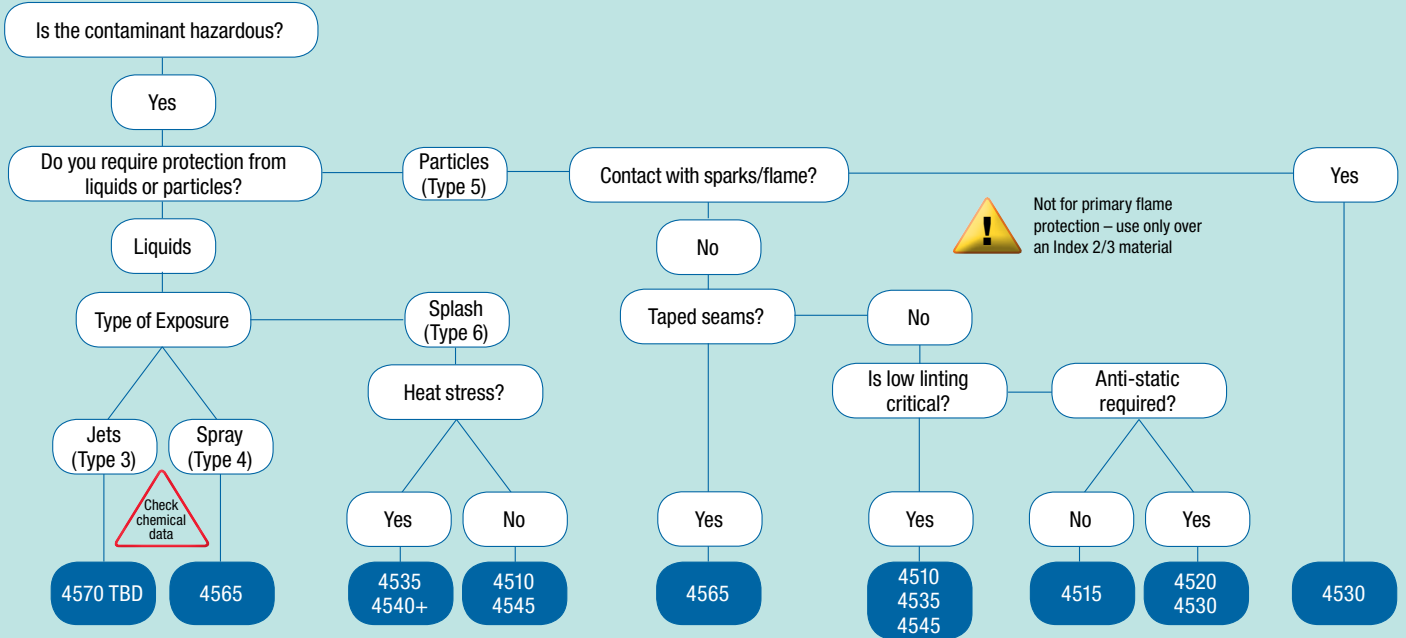 Is the contaminant hazardous?
Yes
Do you require protection from
liquids or particles?
Particles
(Type 5)
Contact with sparks/flame?
Yes
Not for primary flame
protection – use only over
an Index 2/3 material
!
Liquids
No
Type of Exposure
Splash
(Type 6)
Taped seams?
No
Heat stress?
Is low linting
critical?
Anti-static
required?
Jets
(Type 3)
Spray
(Type 4)
Check
chemical
data
Yes
No
Yes
Yes
No
Yes
4570 TBD
4565
4535
4540+
4510
4545
4565
4510
4535
4545
4515
4520
4530
4530